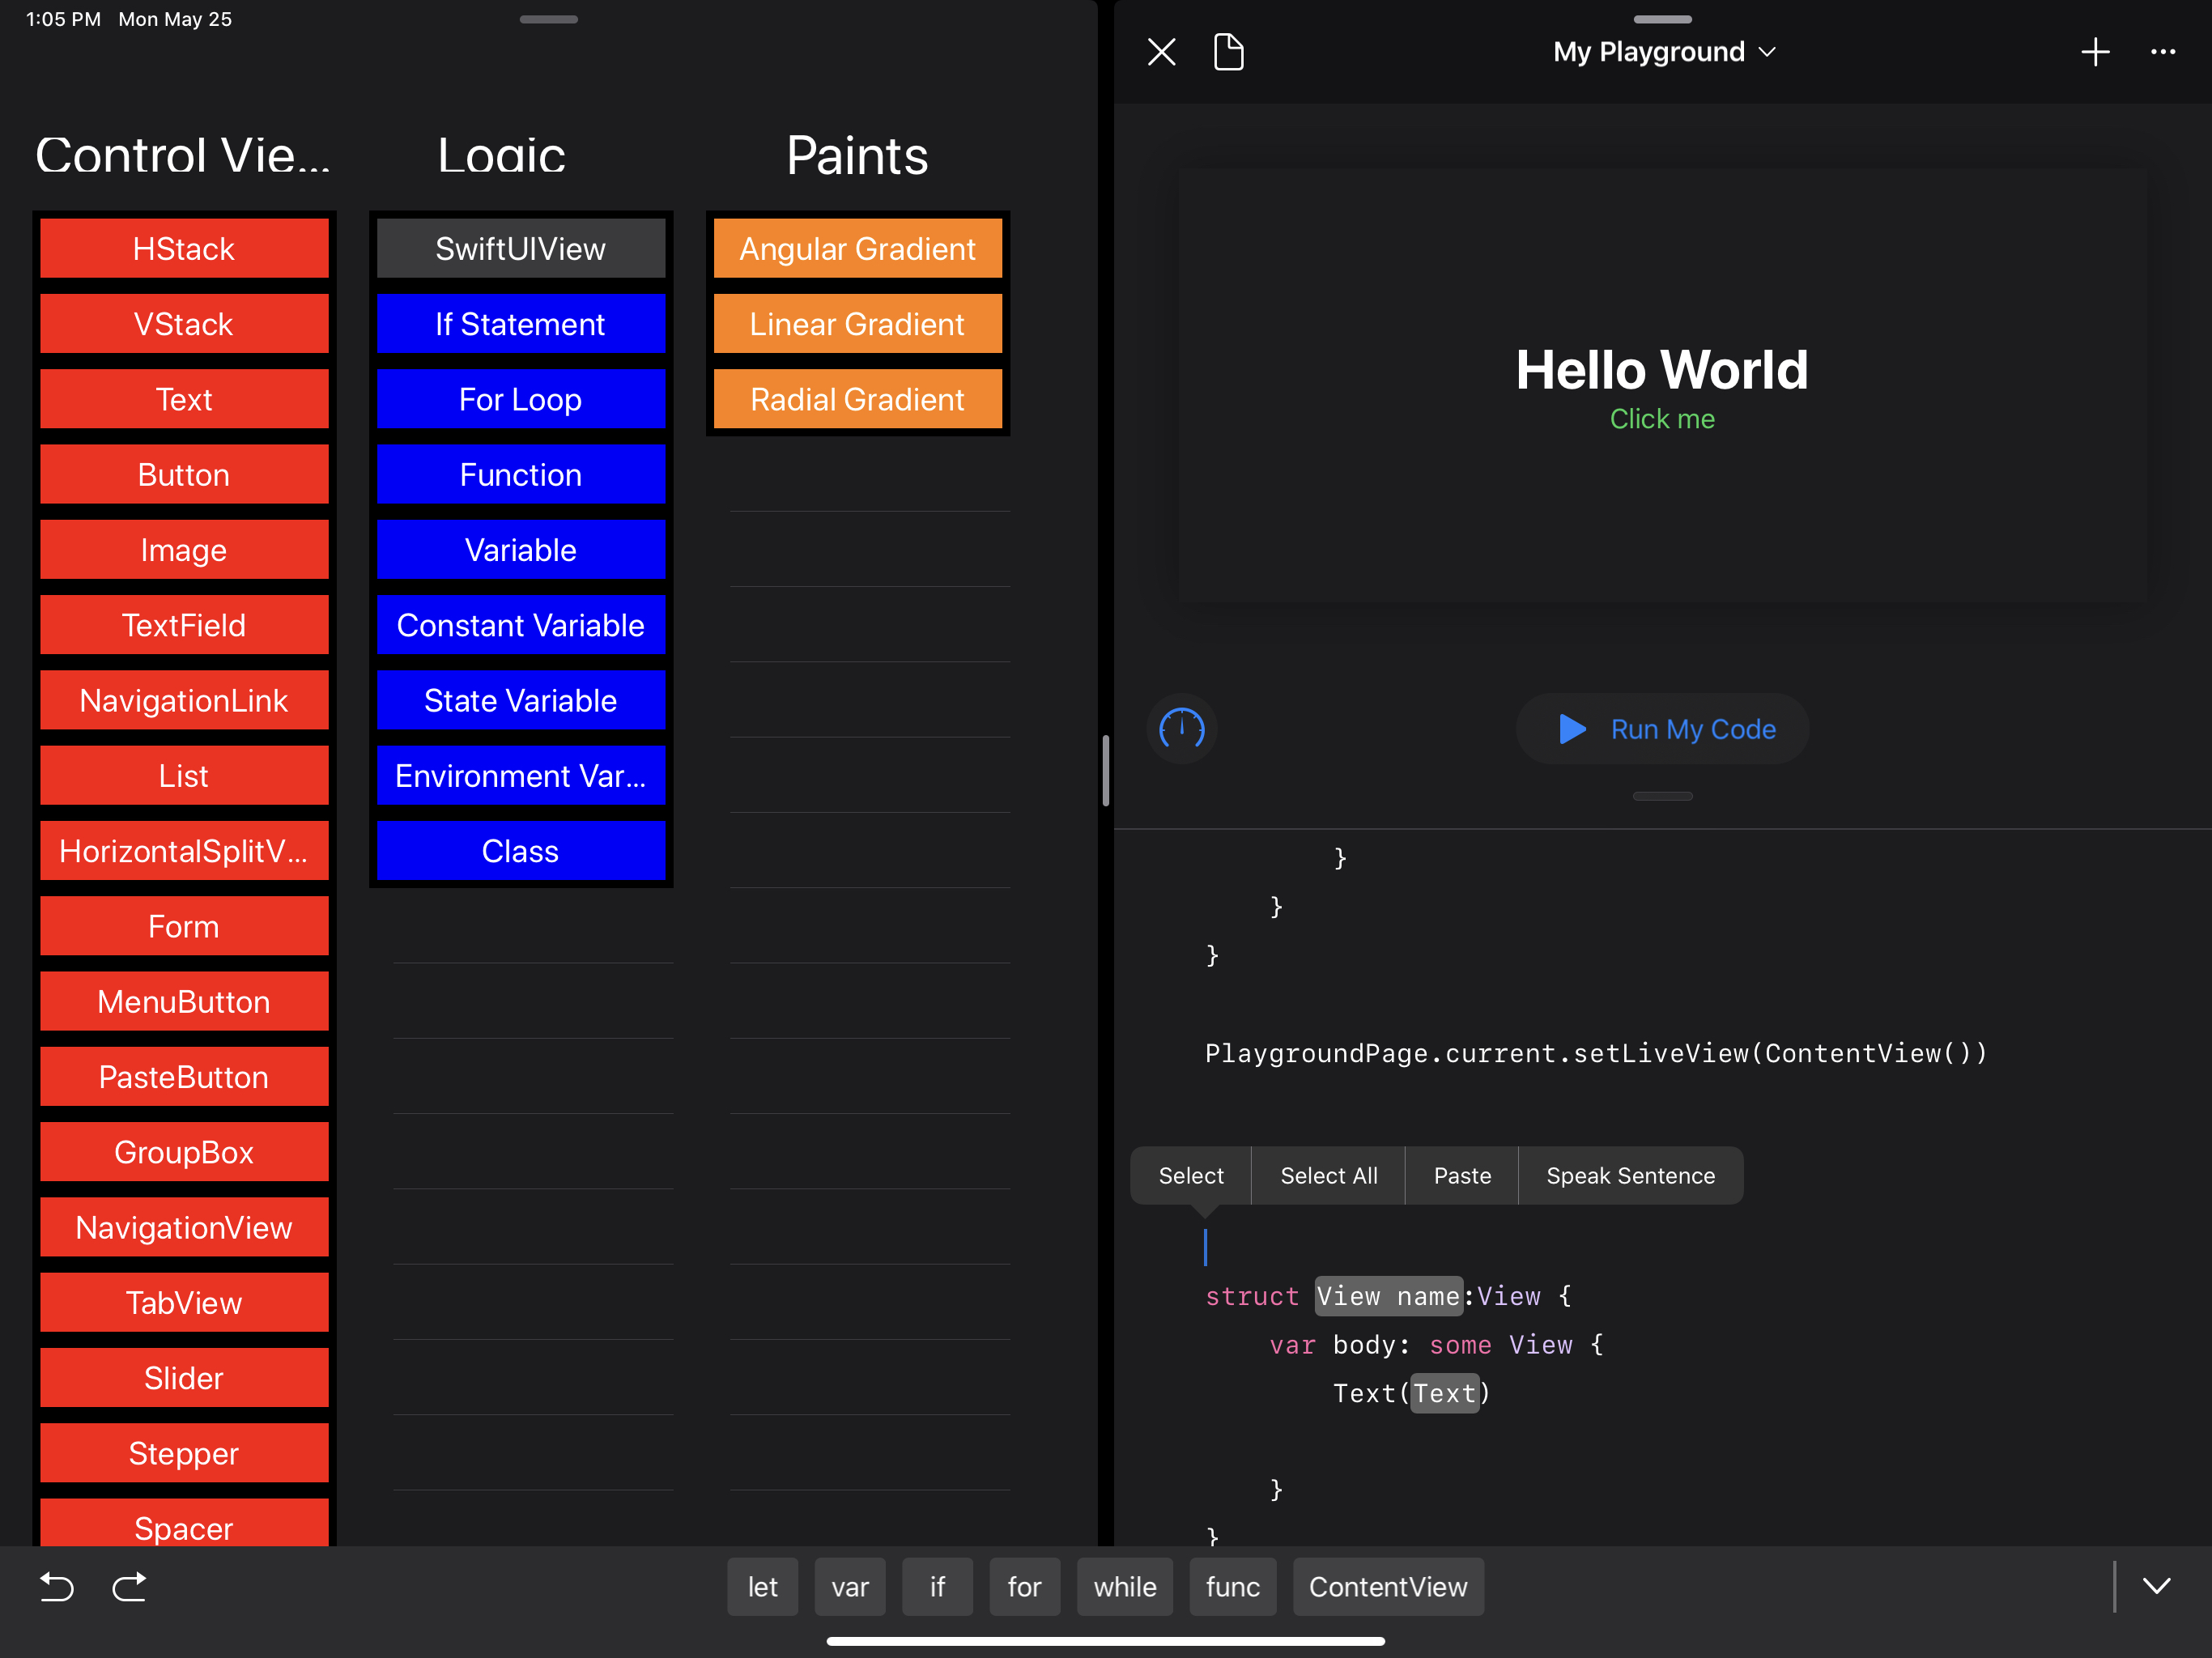 1:05 PM Mon May 25
Control Vie...
HStack
VStack
Text
Button
Image
TextField
NavigationLink
List
HorizontalSplitV...
Form
MenuButton
PasteButton
GroupBox
NavigationView
TabView
Slider
Stepper
Spacer
Logic
SwiftUIView
If Statement
For Loop
Function
Variable
Constant Variable
State Variable
Environment Var...
Class
Paints
Angular Gradient
Linear Gradient
Radial Gradient
My Playground
Hello World
Click me
Run My Code
}
}
}
PlaygroundPage.current.setLiveView(ContentView())
Select Select All Paste Speak Sentence
struct View name:View {
var body: some View {
Text(Text)
}
}
let var if for while func ContentView